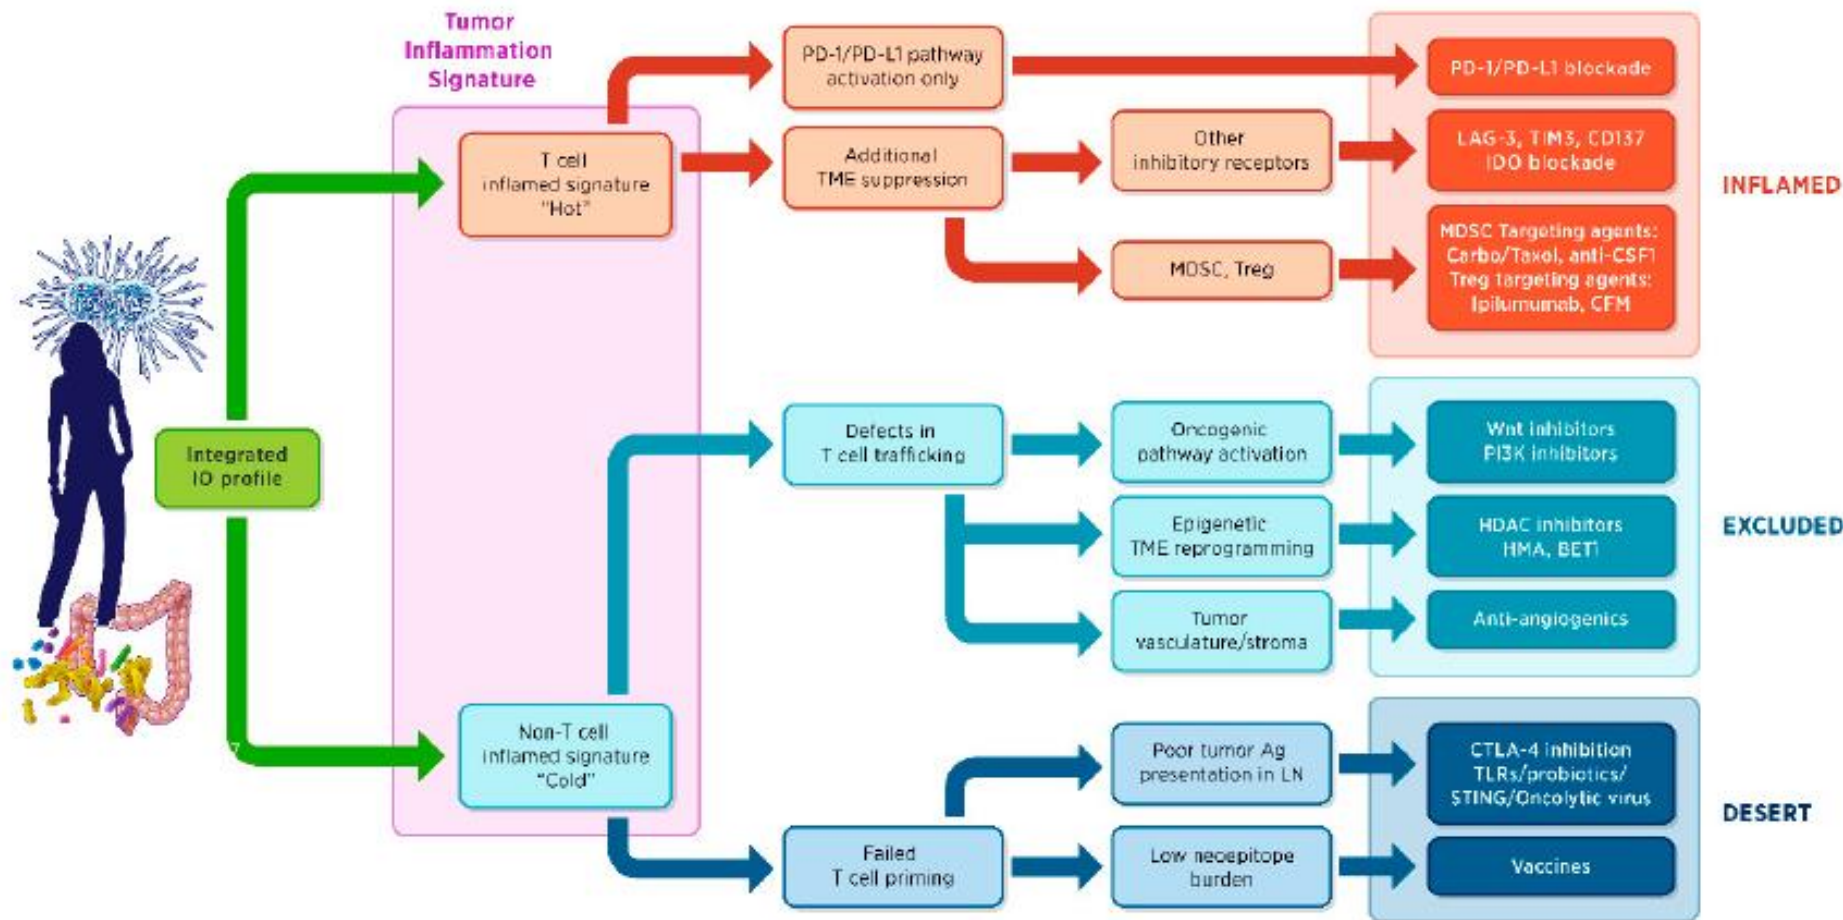 Tumor
Inflammation
Signature
Integrated
IO profile
T cell
inflamed signature
"Hot"
PD-1/PD-L1 pathway
activation only
PD-1/PD-L1 blockade
Additional
TME suppression
Other
inhibitory receptors
LAG-3, TIM3, CD137
IDO blockade
MDSC, Treg
MDSC Targeting agents:
Carbo/Taxol, anti-CSF1
Treg targeting agents:
Ipilumumab, CFM
INFLAMED
Non-T cell
inflamed signature
"Cold"
Defects in
T cell trafficking
Oncogenic
pathway activation
Wnt inhibitors
PI3K inhibitors
Epigenetic
TME reprogramming
HDAC inhibitors
HMA, BETi
Tumor
vasculature/stroma
Anti-angiogenics
EXCLUDED
Failed
T cell priming
Poor tumor Ag
presentation in LN
CTLA-4 inhibition
TLRs/probiotics/
STING/Oncolytic virus
Low neoepitope
burden
Vaccines
DESERT
7